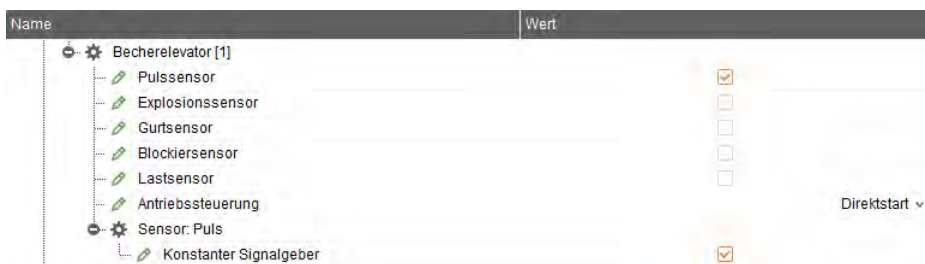 Name Wert
Becherelevator [1]
Pulssensor
Explosionssensor
Gurtsensor
Blockiersensor
Lastsensor
Antriebssteuerung Direktstart
Sensor: Puls
Konstanter Signalgeber